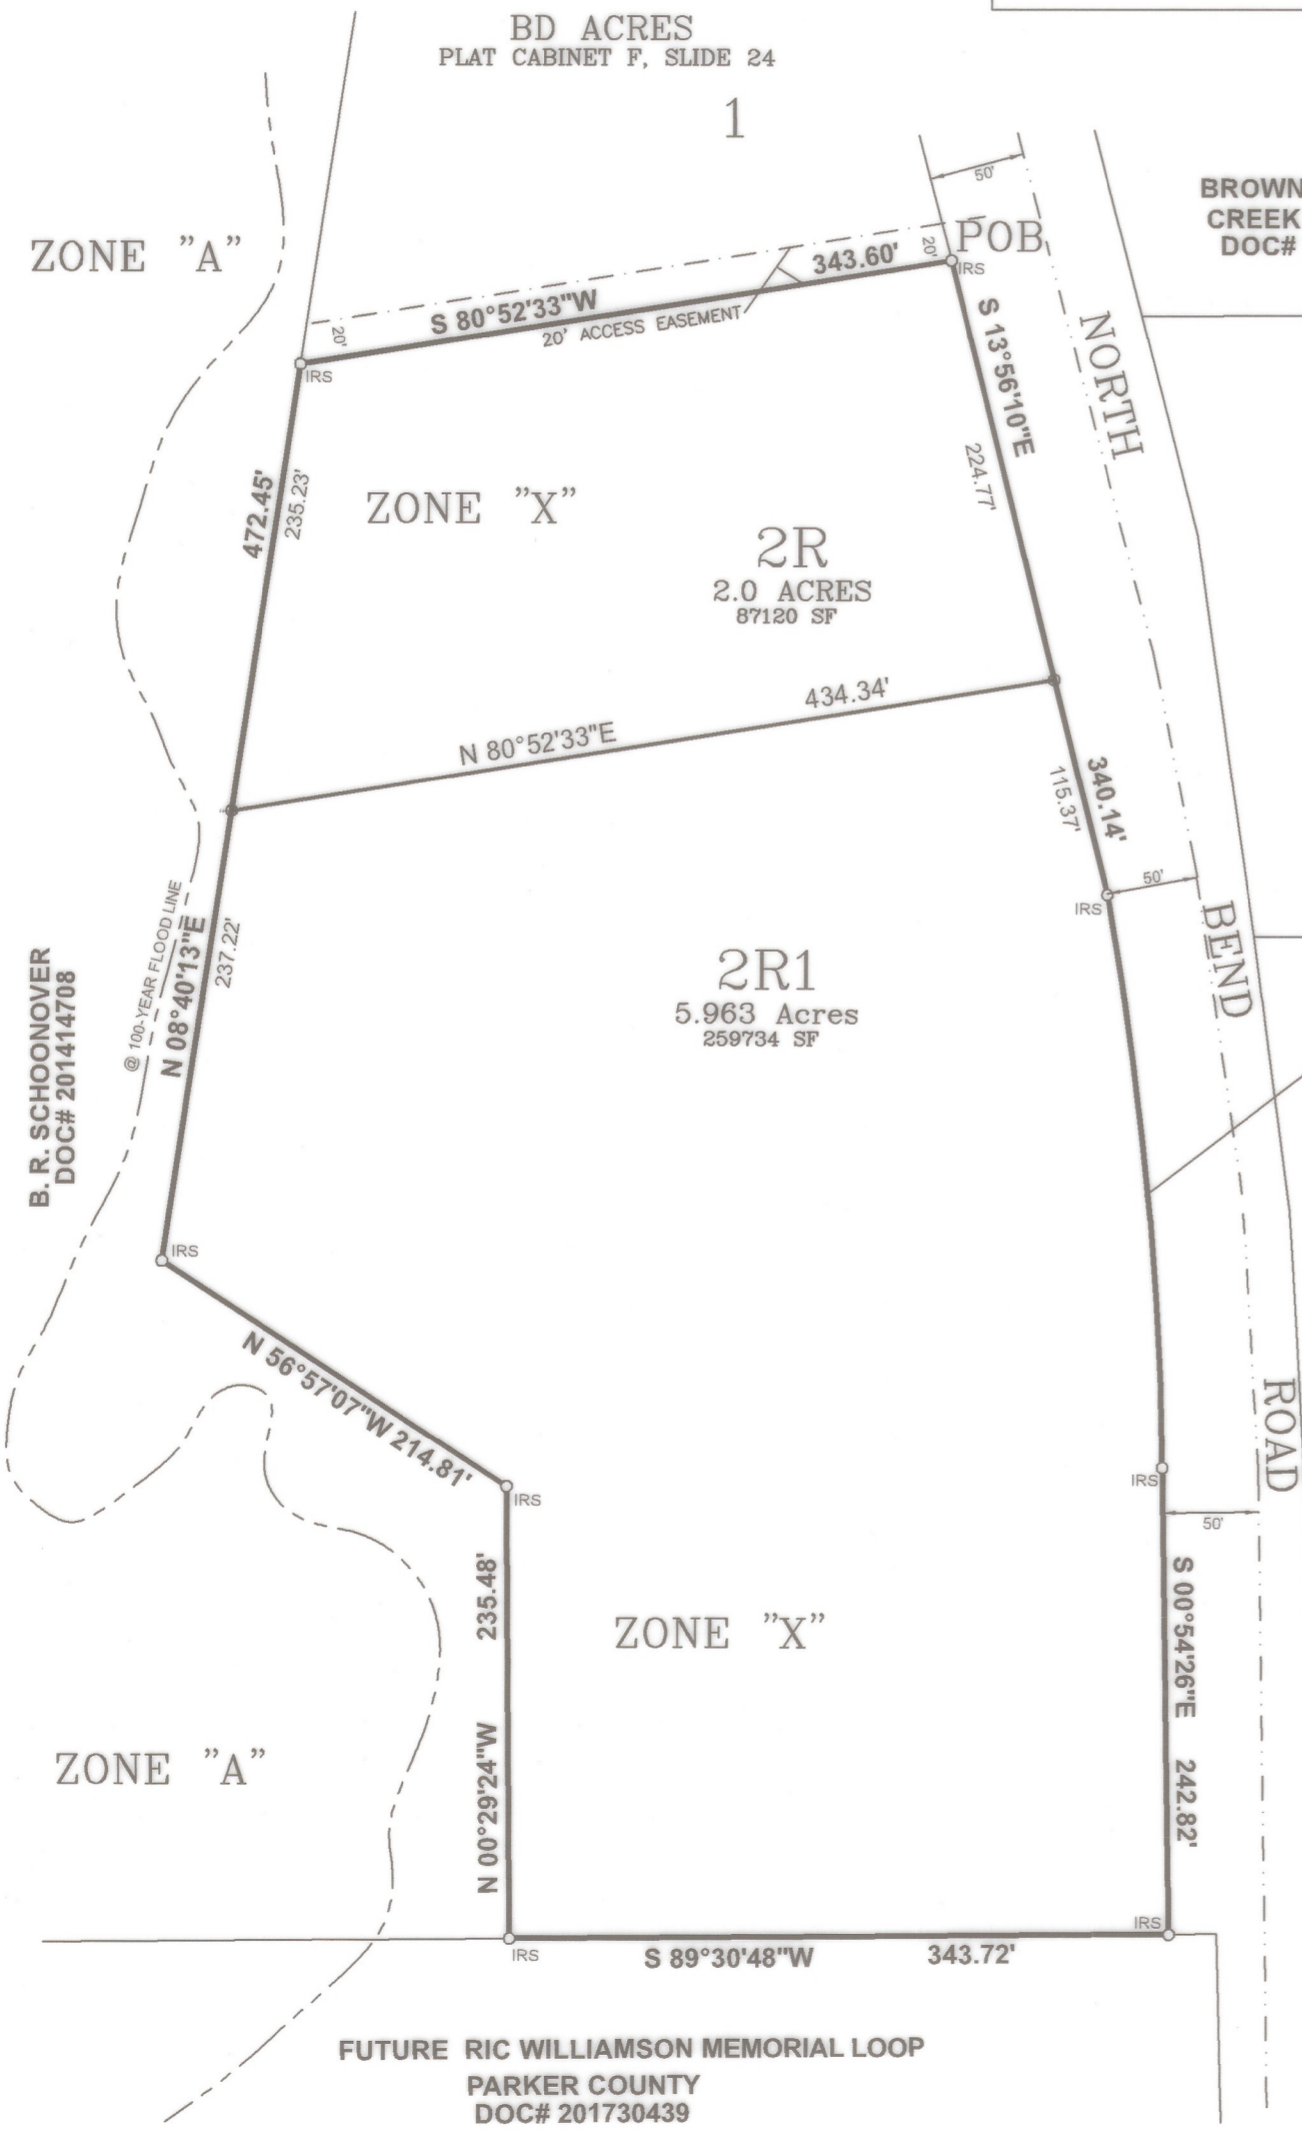 BD ACRES
PLAT CABINET F, SLIDE 24
1
50'
BROWN
CREEK
DOC#
ZONE "A"
POB
20'
343.60'
IRS
S 80°52'33"W
20' ACCESS EASEMENT
20'
IRS
S 13°56'10"E
NORTH
472.45'
235.23'
224.77'
ZONE "X"
2R
2.0 ACRES
87120 SF
434.34'
N 80°52'33"E
340.14'
115.37'
50'
IRS
BEND
@ 100-YEAR FLOOD LINE
N 08°40'13"E
237.22'
2R1
5.963 Acres
259734 SF
B. R. SCHOONOVER
DOC# 201414708
IRS
N 56°57'07"W 214.81'
ROAD
IRS
IRS
50'
235.48'
S 00°54'26"E
242.82'
ZONE "X"
N 00°29'24"W
ZONE "A"
IRS
IRS
S 89°30'48"W
343.72'
FUTURE RIC WILLIAMSON MEMORIAL LOOP
PARKER COUNTY
DOC# 201730439